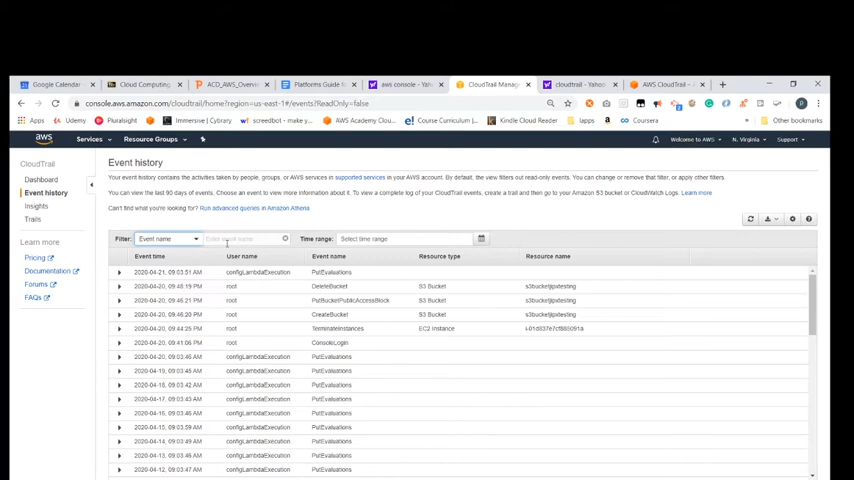 Google Calendar
Cloud Computing
ACD_AWS_Overvi
Platforms Guide f
aws console - Yah
CloudTrail Manag
cloudtrail - Yahoo
AWS CloudTrail -
console.aws.amazon.com/cloudtrail/home?region=us-east-1#/events?ReadOnly=false
Apps Udemy Pluralsight Immersive ( Cybrary screedbot - make y AWS Academy Cloud Course Curriculum | Kindle Cloud Reader lapps Coursera » Other bookmarks
aws Services Resource Groups Welcome to AWS N. Virginia Support
CloudTrail
Dashboard
Event history
Insights
Trails
Learn more
Pricing
Documentation
Forums
FAQs
Event history
Your event history contains the activities taken by people, groups, or AWS services in supported services in your AWS account. By default, the view filters out read-only events. You can change or remove that filter, or apply other filters.
You can view the last 90 days of events. Choose an event to view more information about it. To view a complete log of your CloudTrail events, create a trail and then go to your Amazon S3 bucket or CloudWatch Logs. Learn more
Can't find what you're looking for? Run advanced queries in Amazon Athena
Filter: Event name Enter event name Time range: Select time range
Event time User name Event name Resource type Resource name
2020-04-21, 09:03:51 AM configLambdaExecution PutEvaluations
2020-04-20, 09:48:19 PM root DeleteBucket S3 Bucket
2020-04-20, 09:46:21 PM root PutBucketPublicAccessBlock S3 Bucket
2020-04-20, 09:46:21 PM root CreateBucket S3 Bucket
2020-04-20, 09:44:25 PM root TerminateInstances EC2 Instance
2020-04-20, 09:41:06 PM root ConsoleLogin
2020-04-20, 09:03:46 AM configLambdaExecution PutEvaluations
2020-04-19, 09:03:45 AM configLambdaExecution PutEvaluations
2020-04-18, 09:03:42 AM configLambdaExecution PutEvaluations
2020-04-17, 09:03:43 AM configLambdaExecution PutEvaluations
2020-04-16, 09:03:46 AM configLambdaExecution PutEvaluations
2020-04-15, 09:03:59 AM configLambdaExecution PutEvaluations
2020-04-14, 09:03:49 AM configLambdaExecution PutEvaluations
2020-04-13, 09:03:46 AM configLambdaExecution PutEvaluations
2020-04-12, 09:03:47 AM configLambdaExecution PutEvaluations